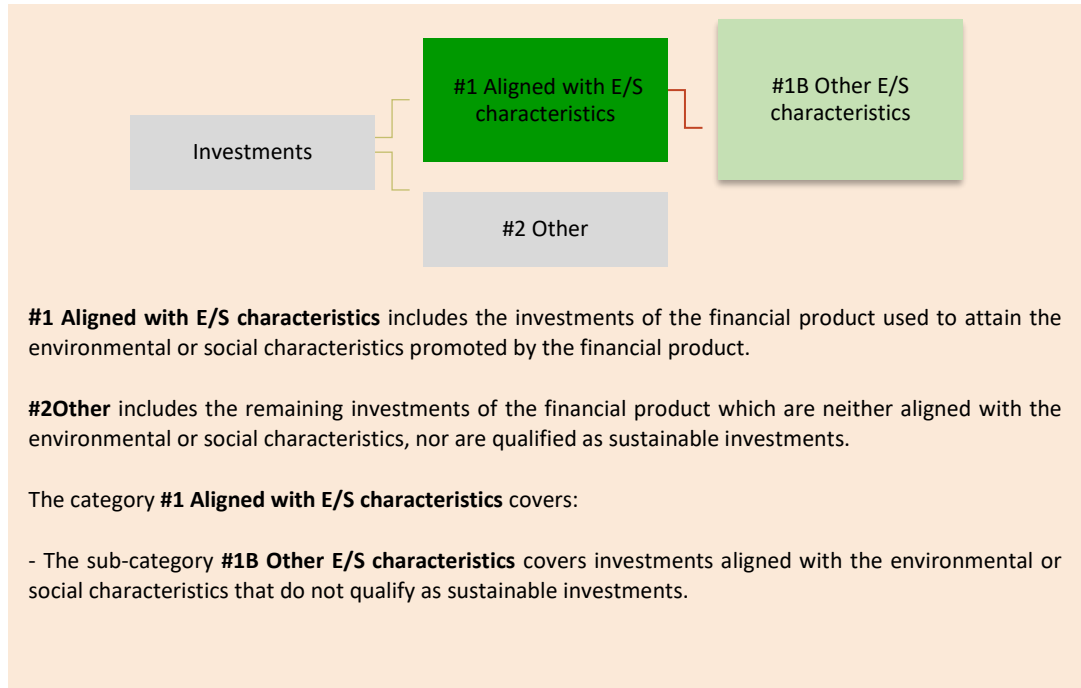 #1 Aligned with E/S
characteristics
#1B Other E/S
characteristics
Investments
#2 Other
#1 Aligned with E/S characteristics includes the investments of the financial product used to attain the
environmental or social characteristics promoted by the financial product.
#2Other includes the remaining investments of the financial product which are neither aligned with the
environmental or social characteristics, nor are qualified as sustainable investments.
The category #1 Aligned with E/S characteristics covers:
- The sub-category #1B Other E/S characteristics covers investments aligned with the environmental or
social characteristics that do not qualify as sustainable investments.